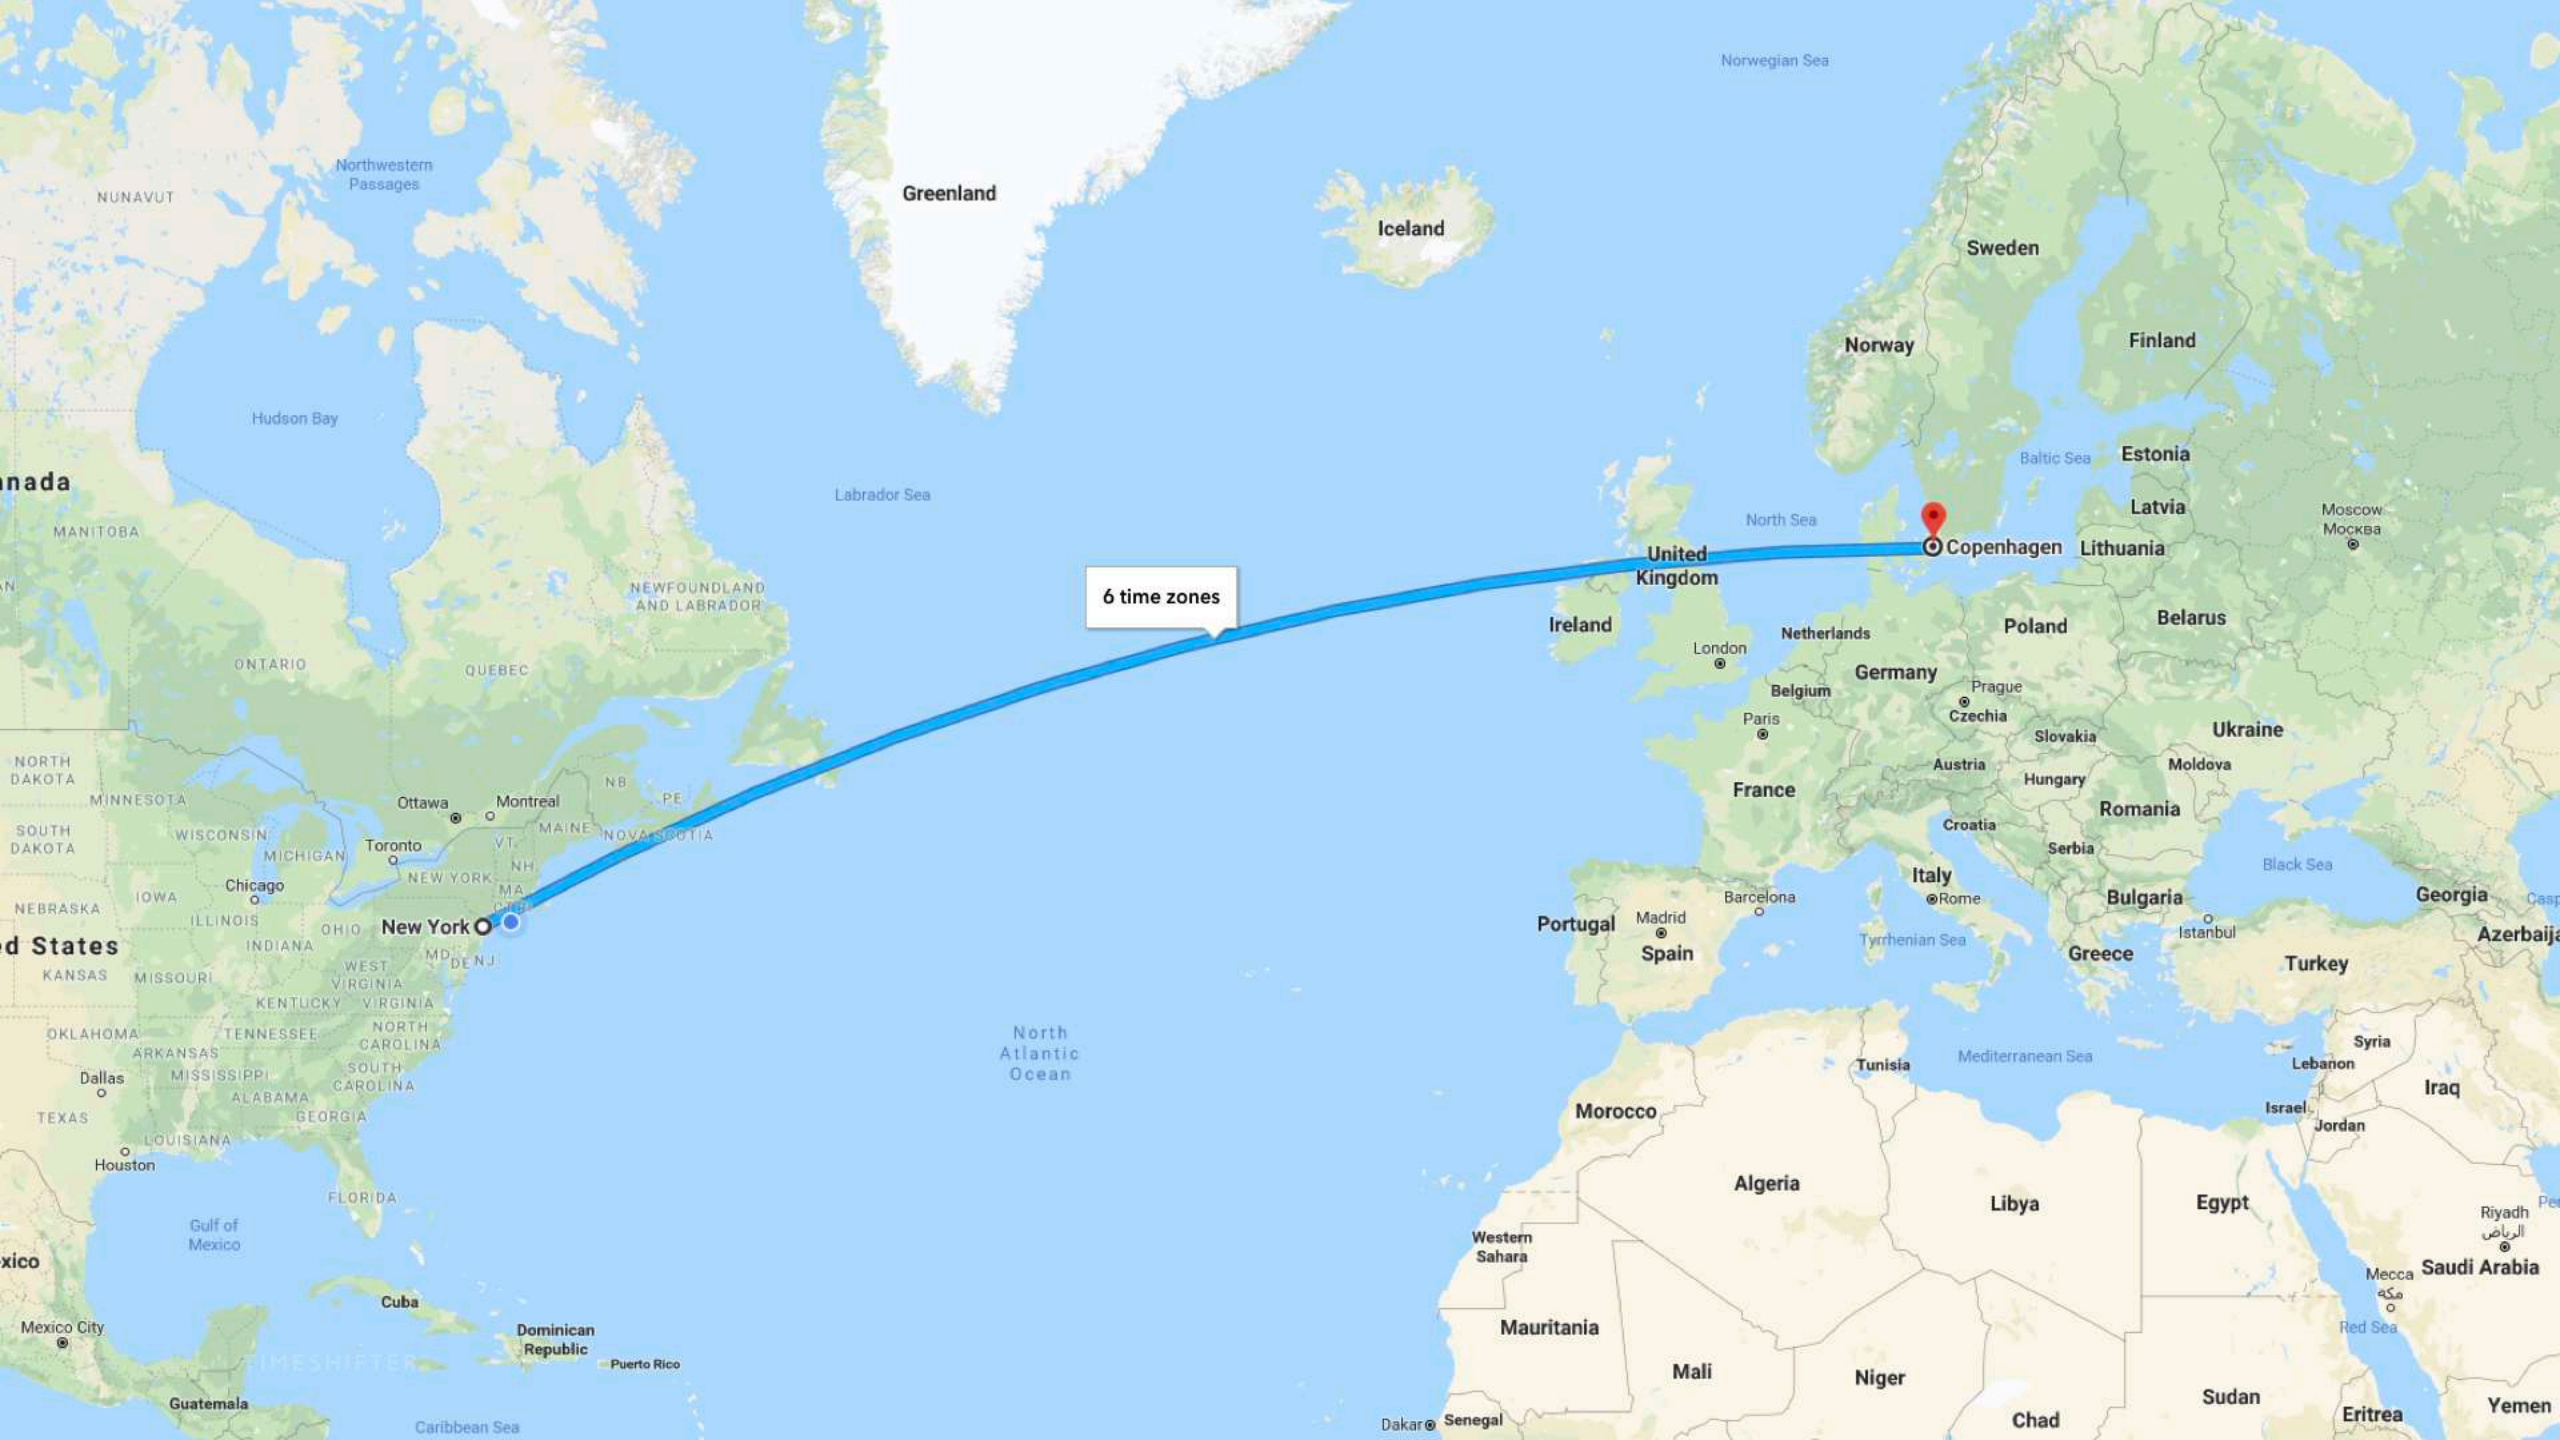 Norwegian Sea
Northwestern
Passages
NUNAVUT
Greenland
Iceland
Sweden
Norway
Finland
Hudson Bay
Baltic Sea
Estonia
nada
Labrador Sea
Latvia
Moscow
Москва
MANITOBA
North Sea
Copenhagen
Lithuania
United
Kingdom
6 time zones
NEWFOUNDLAND
AND LABRADOR
Ireland
Netherlands
Poland
Belarus
London
ONTARIO
QUEBEC
Germany
Belgium
Prague
Czechia
Paris
Slovakia
Ukraine
NORTH
DAKOTA
Austria
Hungary
Moldova
NB
PE
France
MINNESOTA
Ottawa
Montreal
Romania
SOUTH
DAKOTA
WISCONSIN
MAINE
NOVA SCOTIA
Croatia
VT
Toronto
MICHIGAN
Serbia
NH
Black Sea
NEW YORK
Chicago
MA
Italy
Rome
Barcelona
Bulgaria
Georgia
IOWA
NEBRASKA
ILLINOIS
OHIO
New York
Portugal
Madrid
Spain
Istanbul
Azerbaija
Tyrrhenian Sea
ed States
INDIANA
MD
DE
NJ
Greece
Turkey
KANSAS
MISSOURI
WEST
VIRGINIA
KENTUCKY
VIRGINIA
OKLAHOMA
TENNESSEE
NORTH
CAROLINA
North
Atlantic
Ocean
ARKANSAS
Syria
Mediterranean Sea
Lebanon
Tunisia
Dallas
MISSISSIPPI
SOUTH
CAROLINA
Iraq
ALABAMA
Morocco
Israel
TEXAS
GEORGIA
Jordan
LOUISIANA
Houston
Algeria
FLORIDA
Libya
Egypt
Riyadh
الرياض
Gulf of
Mexico
Western
Sahara
xico
Saudi Arabia
Mecca
مكة
Cuba
Mexico City
Dominican
Republic
Mauritania
Red Sea
TIMESHIFTER
Puerto Rico
Mali
Niger
Guatemala
Sudan
Yemen
Caribbean Sea
Dakar
Senegal
Chad
Eritrea